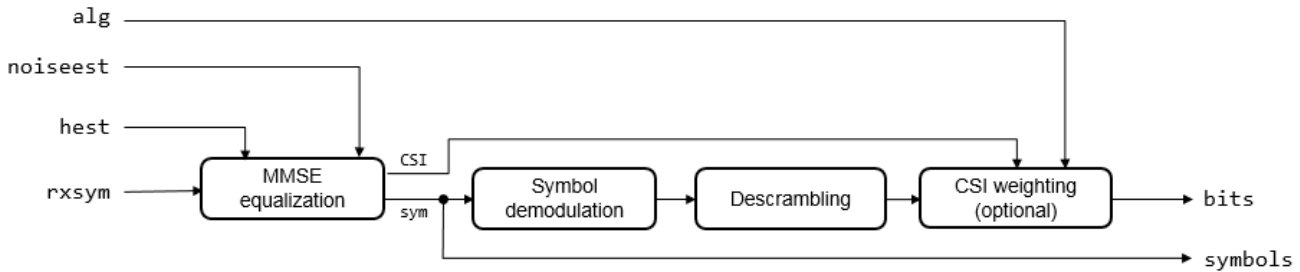 alg
noiseest
hest
rxsym
MMSE
equalization
CSI
sym
Symbol
demodulation
Descrambling
CSI weighting
(optional)
bits
symbols